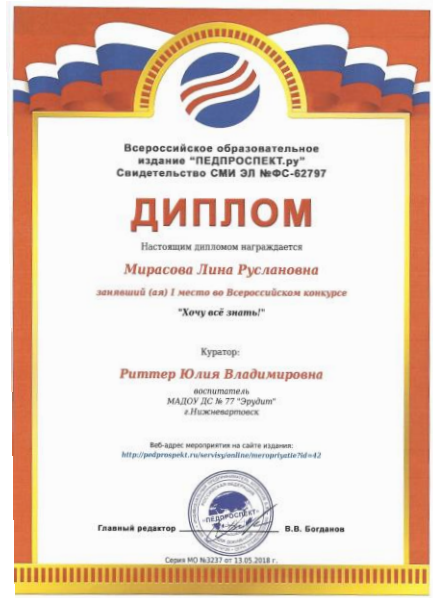 Всероссийское образовательное
издание "ПЕДПРОСПЕКТ.ру"
Свидетельство СМИ ЭЛ №ФС-62797
ДИПЛОМ
Настоящим дипломом награждается
Мирасова Лина Руслановна
занявший (ая) I место во Всероссийском конкурсе
"Хочу всё знать!"
Куратор:
Риттер Юлия Владимировна
воспитатель
МАДОУ ДС № 77 "Эрудит"
г.Нижневартовск
Веб-адрес мероприятия на сайте издания:
http://pedprospekt.ru/servisy/online/meropriyatie?id=42
«ПЕДПРОСПЕКТ»
Главный редактор В.В. Богданов
Серия МО №3237 от 13.05.2018 г.